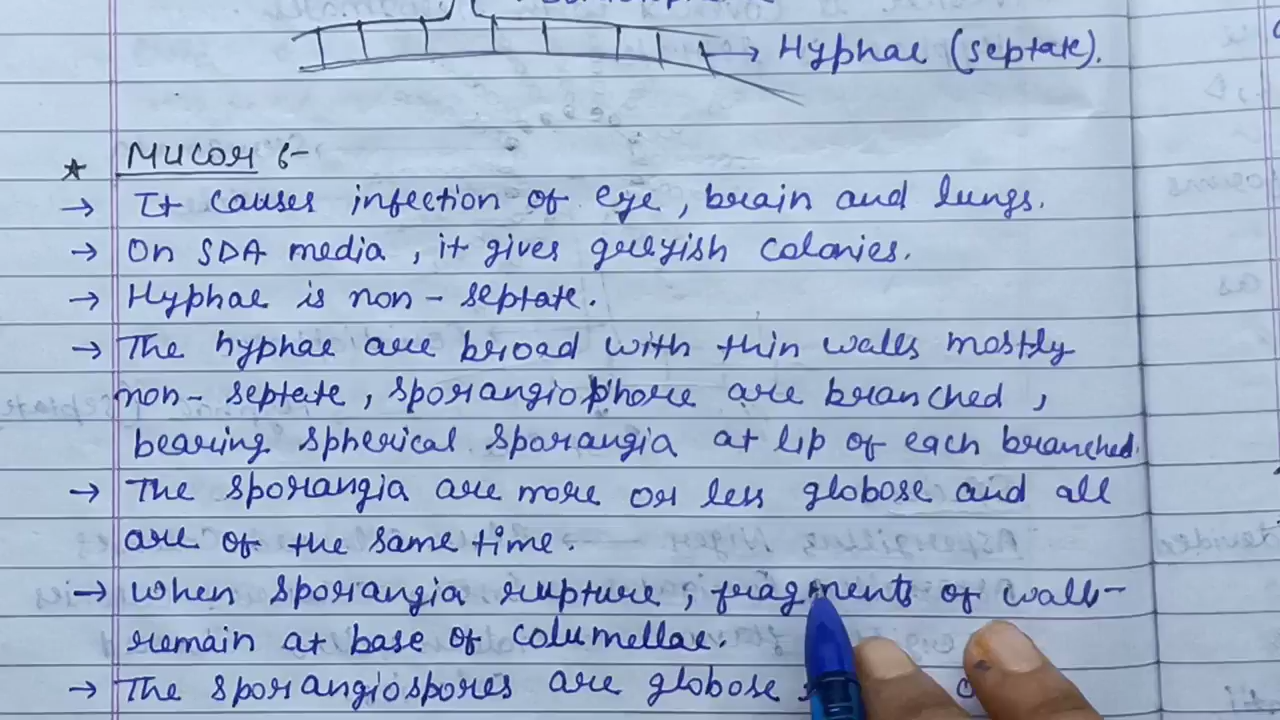 → Hyphae (septate).
* Mucor :-
→ It causes infection of eye, brain and lungs.
→ On SDA media, it gives greyish colonies.
→ Hyphae is non-septate.
→ The hyphae are broad with thin walls mostly
non-septate, sporangiophore are branched,
bearing spherical sporangia at lip of each branched.
→ The sporangia are more or less globose and all
are of the same time.
→ When sporangia rupture, fragments of wall-
remain at base of columellae.
→ The sporangiospores are globose